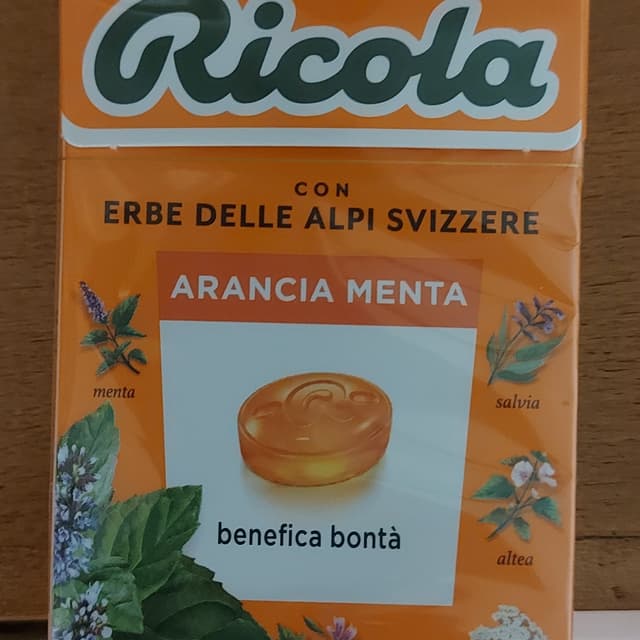 Ricola
CON
ERBE DELLE ALPI SVIZZERE
ARANCIA MENTA
menta
salvia
benefica bontà
altea